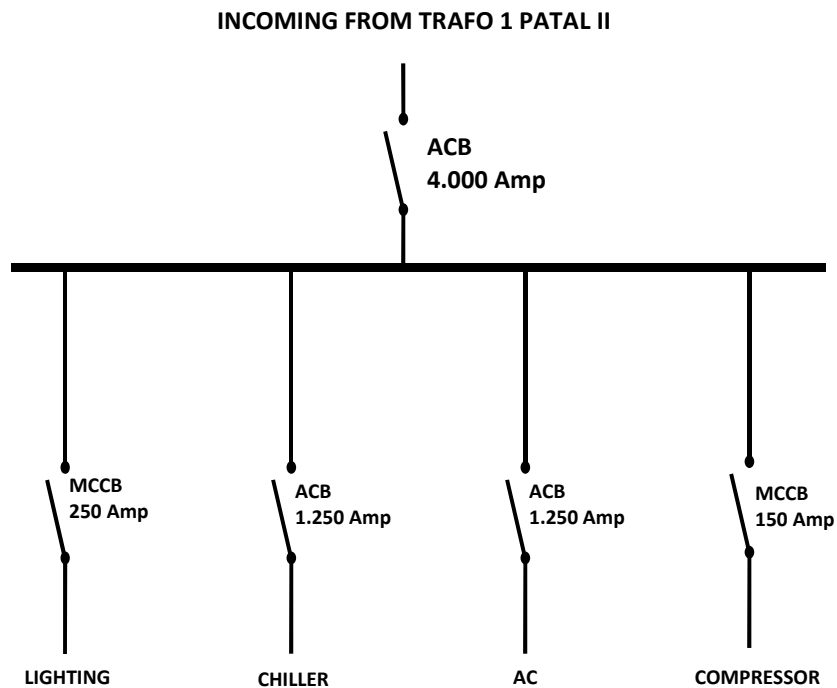 INCOMING FROM TRAFO 1 PATAL II
ACB
4.000 Amp
MCCB
250 Amp
ACB
1.250 Amp
ACB
1.250 Amp
MCCB
150 Amp
LIGHTING
CHILLER
AC
COMPRESSOR